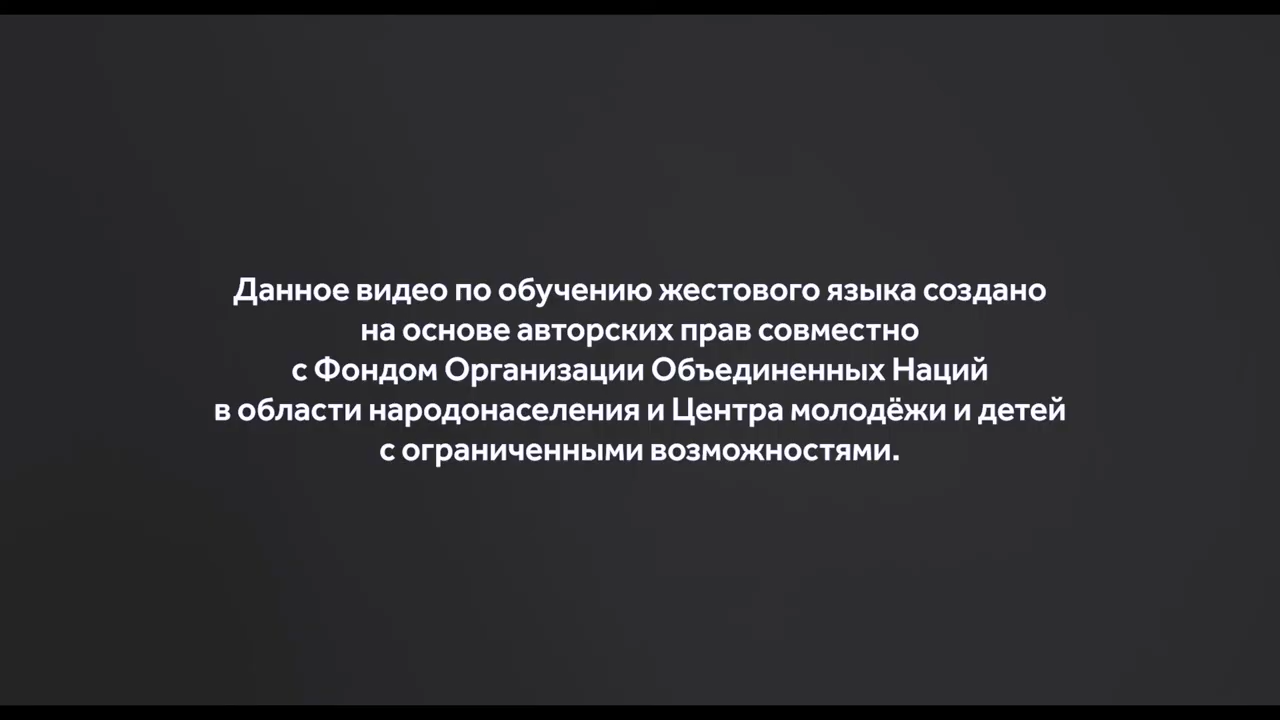 Данное видео по обучению жестового языка создано
на основе авторских прав совместно
с Фондом Организации Объединенных Наций
в области народонаселения и Центра молодёжи и детей
с ограниченными возможностями.